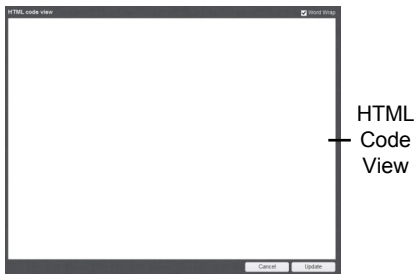 HTML code view
Word Wrap
HTML
Code
View
Cancel
Update